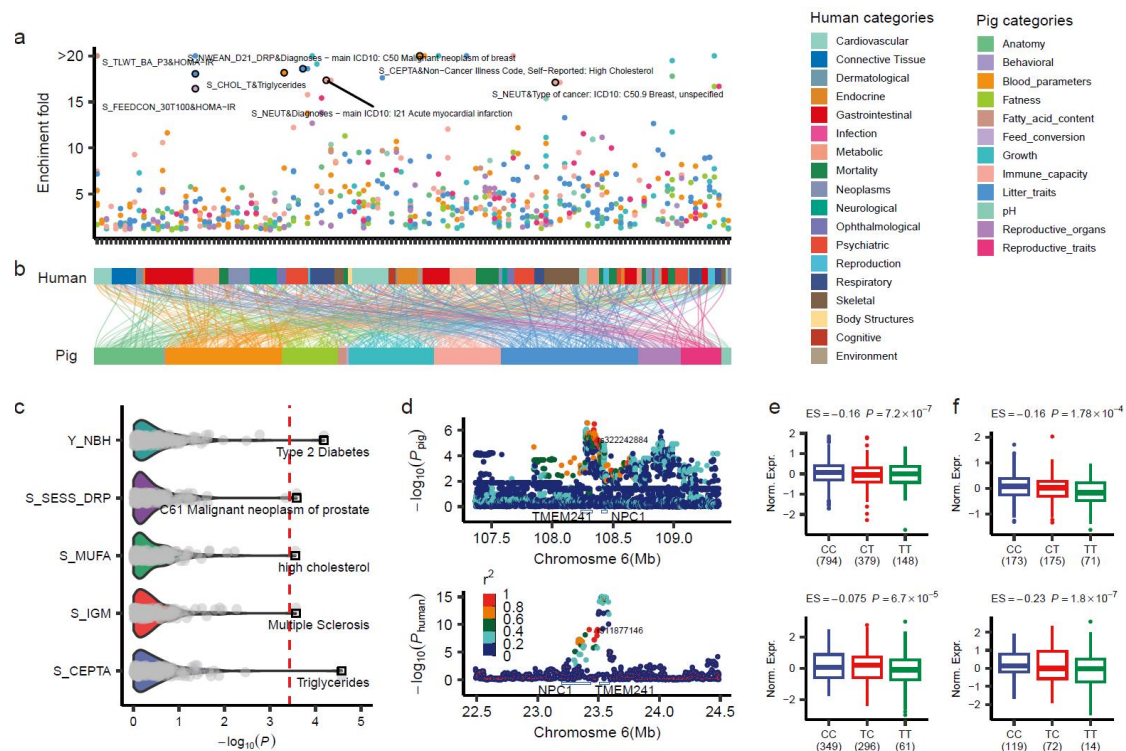 a
Enrichment fold
>20
15
10
5
S_TLWT_BA_P3&HOMA−IR
WEAN_D21_DRP&Diagnoses − main ICD10: C50 Malignant neoplasm of breast
S_CHOL_T&Triglycerides
S_CEPTA&Non−Cancer Illness Code, Self−Reported: High Cholesterol
S_FEEDCON_30T100&HOMA−IR
S_NEUT&Diagnoses − main ICD10: I21 Acute myocardial infarction
S_NEUT&Type of cancer: ICD10: C50.9 Breast, unspecified
Human categories
Cardiovascular
Connective Tissue
Dermatological
Endocrine
Gastrointestinal
Infection
Metabolic
Mortality
Neoplasms
Neurological
Ophthalmological
Psychiatric
Reproduction
Respiratory
Skeletal
Body Structures
Cognitive
Environment
Pig categories
Anatomy
Behavioral
Blood_parameters
Fatness
Fatty_acid_content
Feed_conversion
Growth
Immune_capacity
Litter_traits
pH
Reproductive_organs
Reproductive_traits
b
Human
Pig
c
Y_NBH
Type 2 Diabetes
S_SESS_DRP
C61 Malignant neoplasm of prostate
S_MUFA
high cholesterol
S_IGM
Multiple Sclerosis
S_CEPTA
Triglycerides
0 1 2 3 4 5
−log10(P)
d
−log10(Ppig)
6
4
2
0
rs322242884
TMEM241 NPC1
107.5 108.0 108.5 109.0
Chromosome 6(Mb)
−log10(Phuman)
15
10
5
0
r2
1
0.8
0.6
0.4
0.2
0
rs11877146
NPC1 TMEM241
22.5 23.0 23.5 24.0 24.5
Chromosome 6(Mb)
e
ES = −0.16 P = 7.2×10−7
Norm. Expr.
2
1
0
−1
−2
CC CT TT
(794) (379) (148)
ES = −0.075 P = 6.7×10−5
Norm. Expr.
2
0
−2
CC TC TT
(349) (296) (61)
f
ES = −0.16 P = 1.78×10−4
Norm. Expr.
2
1
0
−1
CC CT TT
(173) (175) (71)
ES = −0.23 P = 1.8×10−7
Norm. Expr.
2
0
−2
CC TC TT
(119) (72) (14)